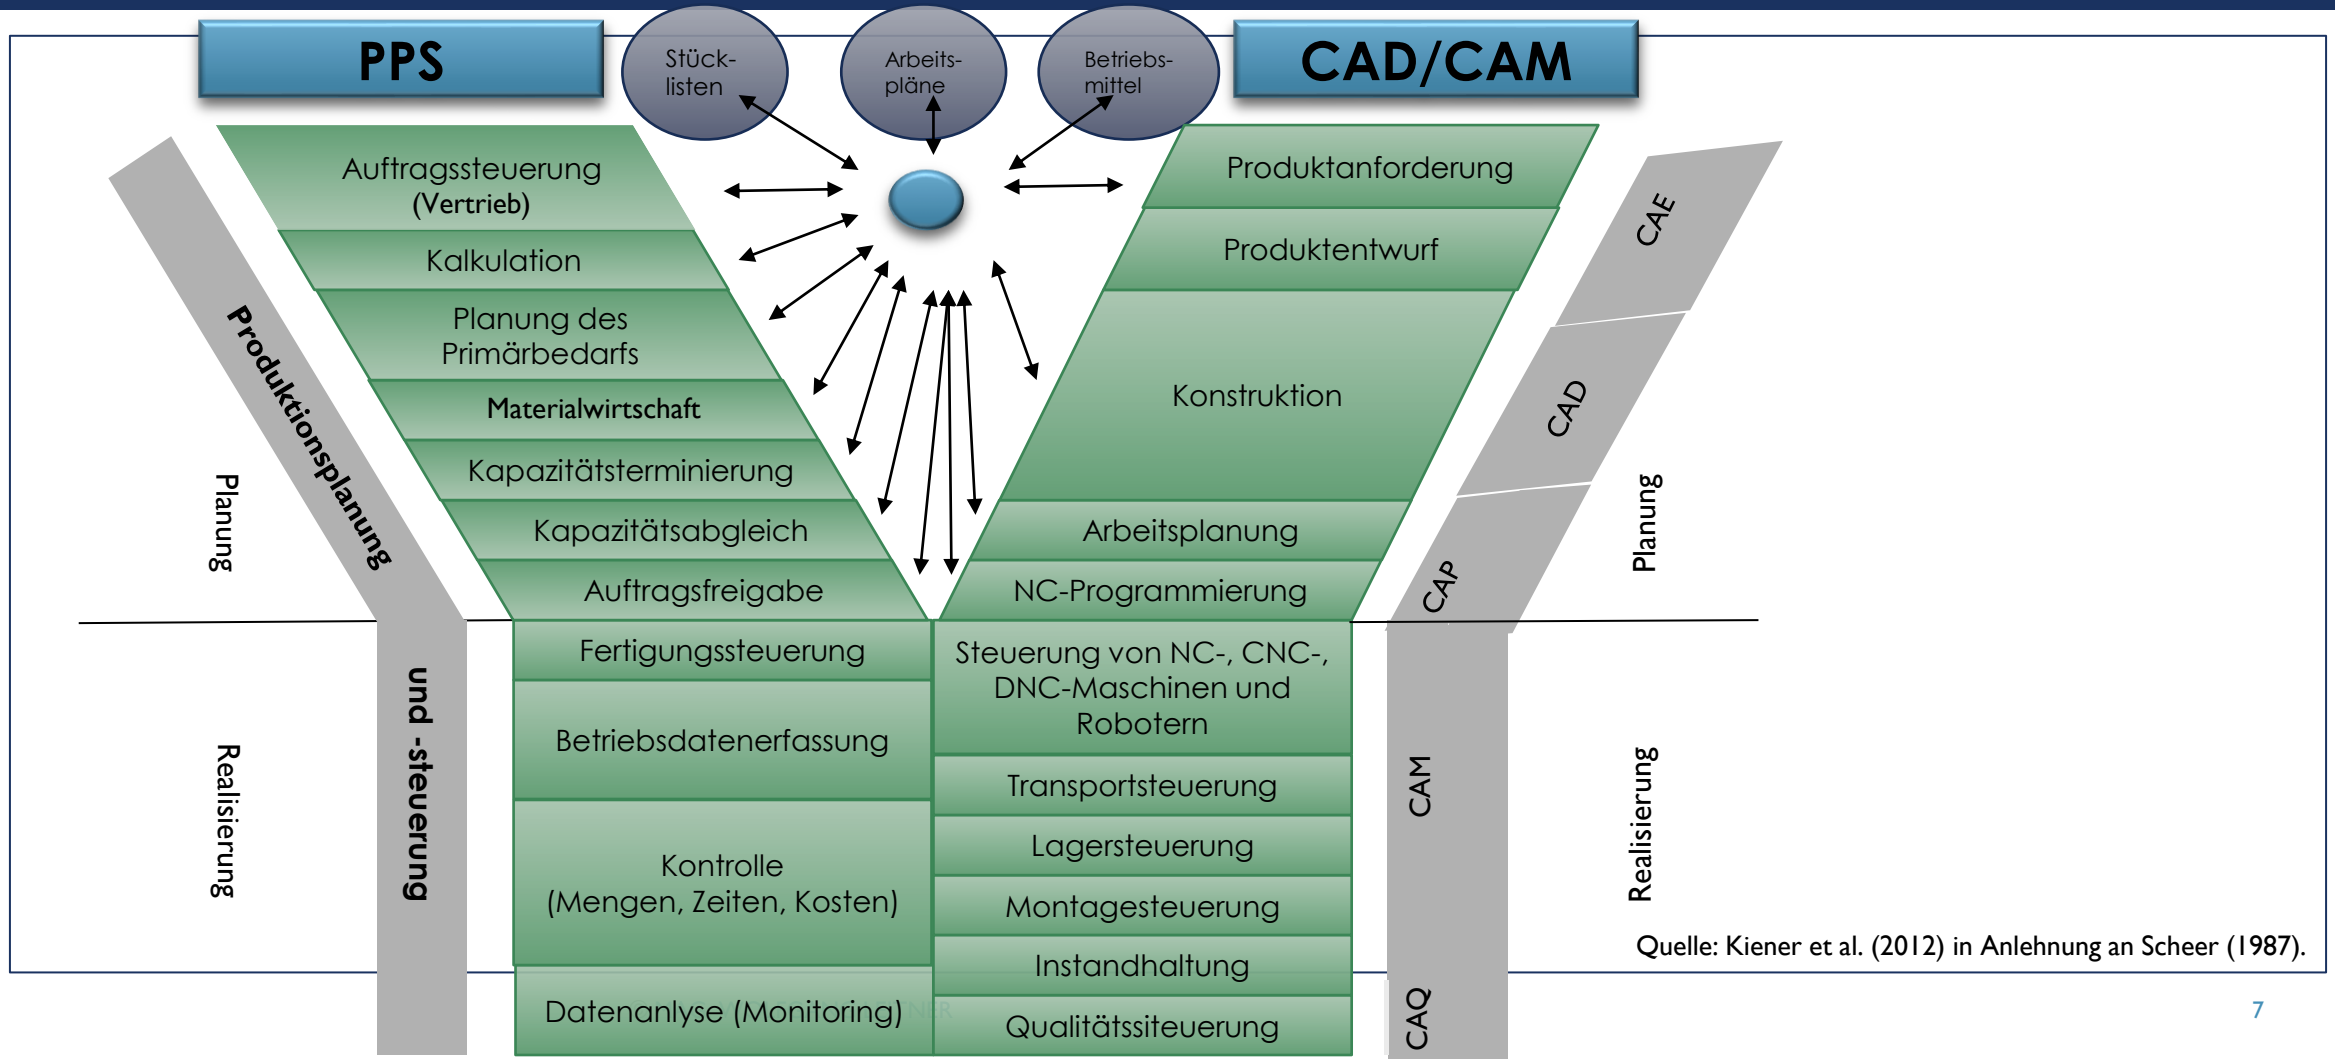 PPS
Stück-
listen
Arbeits-
pläne
Betriebs-
mittel
CAD/CAM
Auftragssteuerung
(Vertrieb)
Kalkulation
Planung des
Primärbedarfs
Materialwirtschaft
Kapazitätsterminierung
Kapazitätsabgleich
Auftragsfreigabe
Fertigungssteuerung
Betriebsdatenerfassung
Kontrolle
(Mengen, Zeiten, Kosten)
Datenanlyse (Monitoring)
Produktanforderung
Produktentwurf
Konstruktion
Arbeitsplanung
NC-Programmierung
Steuerung von NC-, CNC-,
DNC-Maschinen und
Robotern
Transportsteuerung
Lagersteuerung
Montagesteuerung
Instandhaltung
Qualitätssiteuerung
Produktionsplanung
und -steuerung
Planung
Realisierung
CAE
CAD
CAP
CAM
CAQ
Planung
Realisierung
Quelle: Kiener et al. (2012) in Anlehnung an Scheer (1987).
7